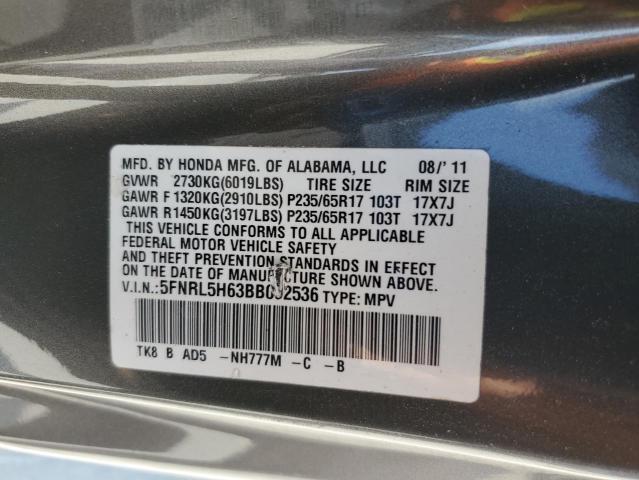 MFD. BY HONDA MFG. OF ALABAMA, LLC 08/'11
GVWR 2730KG(6019LBS) TIRE SIZE RIM SIZE
GAWR F 1320KG(2910LBS) P235/65R17 103T 17X7J
GAWR R 1450KG(3197LBS) P235/65R17 103T 17X7J
THIS VEHICLE CONFORMS TO ALL APPLICABLE
FEDERAL MOTOR VEHICLE SAFETY
AND THEFT PREVENTION STANDARDS IN EFFECT
ON THE DATE OF MANUFACTURE SHOWN ABOVE.
V.I.N.: TYPE: MPV
TK8 B AD5 -NH777M -C -B